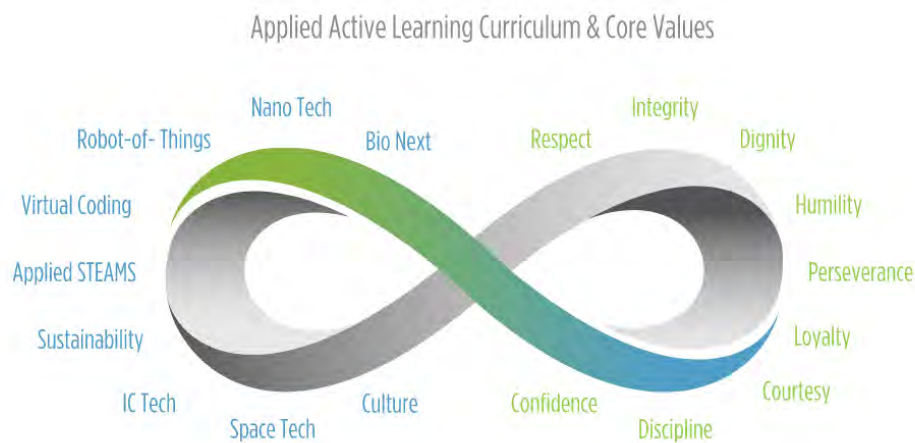 Applied Active Learning Curriculum & Core Values
Nano Tech
Robot-of- Things
Bio Next
Virtual Coding
Applied STEAMS
Sustainability
IC Tech
Space Tech
Culture
Integrity
Respect
Dignity
Humility
Perseverance
Loyalty
Courtesy
Confidence
Discipline